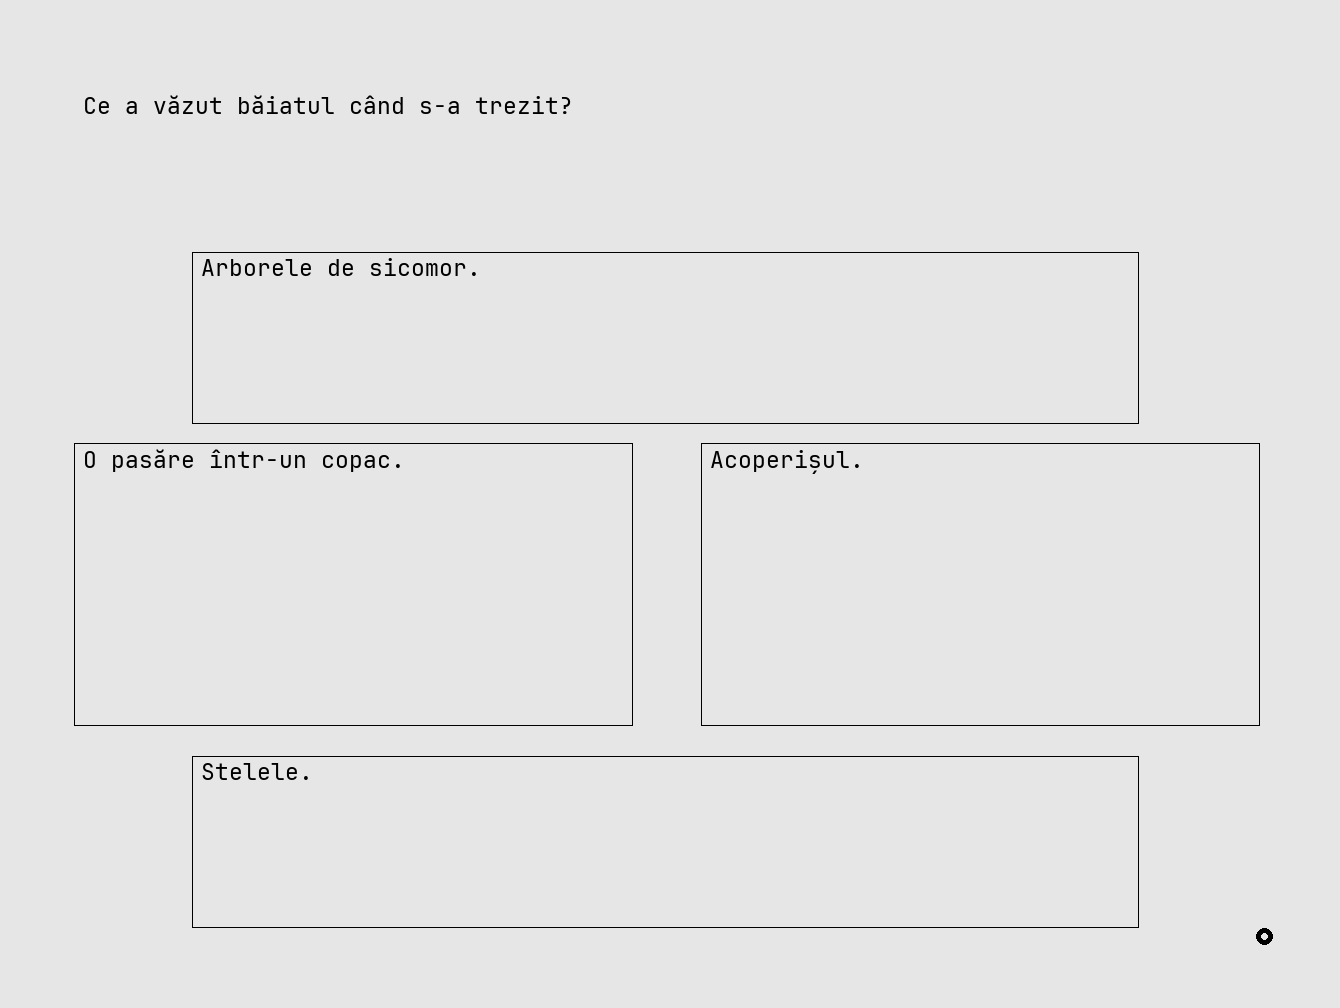 Ce a văzut băiatul când s-a trezit?
Arborele de sicomor.
O pasăre într-un copac.
Acoperișul.
Stelele.